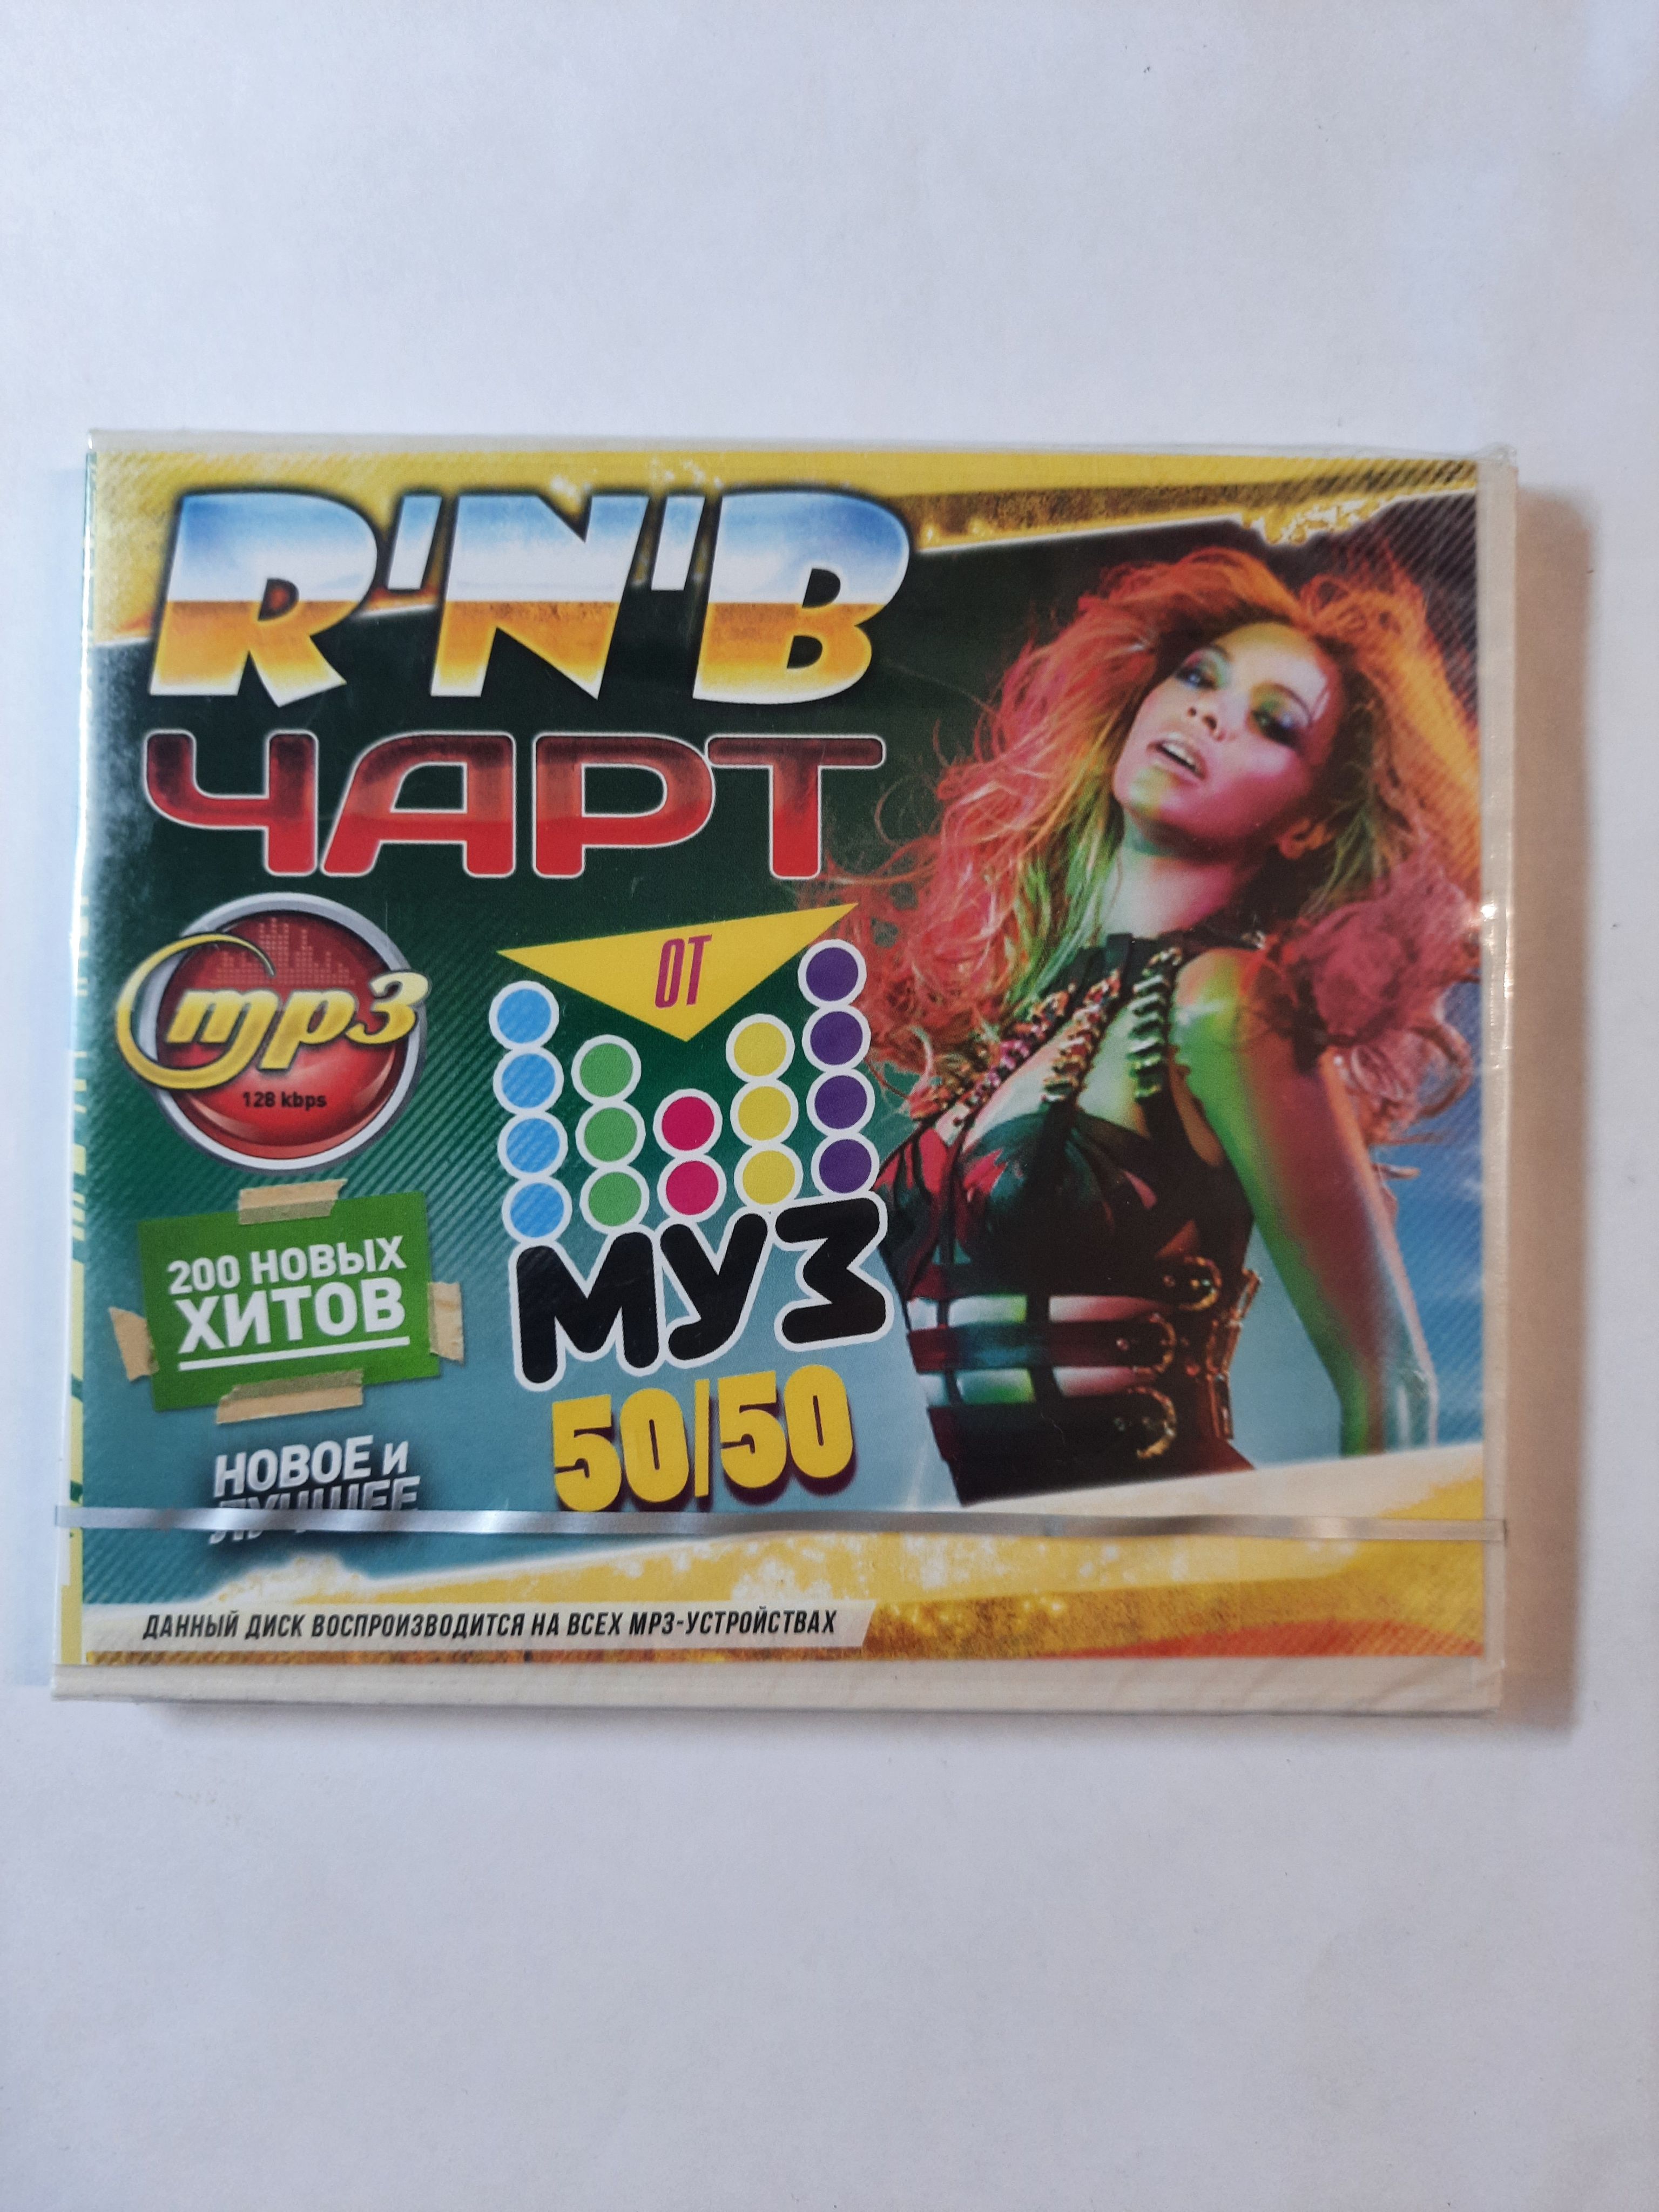 R'N'B
ЧАРТ
ОТ
mp3
128 kbps
МУЗ
200 НОВЫХ
ХИТОВ
50/50
НОВОЕ и
ЛУЧШЕЕ
ДАННЫЙ ДИСК ВОСПРОИЗВОДИТСЯ НА ВСЕХ MP3-УСТРОЙСТВАХ